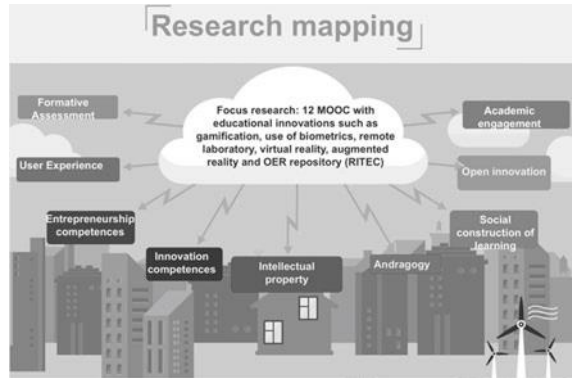 Research mapping
Formative
Assessment
Focus research: 12 MOOC with
educational innovations such as
gamification, use of biometrics, remote
laboratory, virtual reality, augmented
reality and OER repository (RITEC)
Academic
engagement
User Experience
Open innovation
Entrepreneurship
competences
Innovation
competences
Intellectual
property
Andragogy
Social
construction of
learning